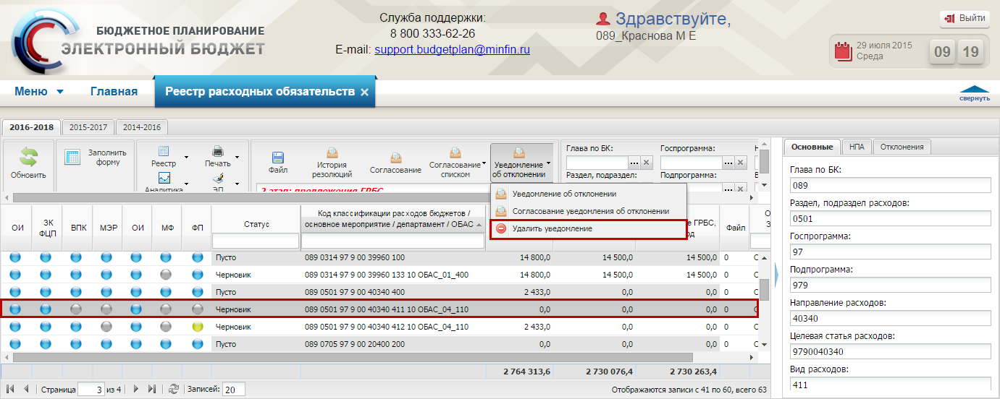 БЮДЖЕТНОЕ ПЛАНИРОВАНИЕ
ЭЛЕКТРОННЫЙ БЮДЖЕТ
Служба поддержки:
8 800 333-62-26
E-mail: support.budgetplan@minfin.ru
Здравствуйте,
089_Краснова М Е
Выйти
29 июля 2015
Среда
09 19
Меню Главная Реестр расходных обязательств
свернуть
2016-2018 2015-2017 2014-2016
Обновить
Заполнить
форму
Реестр Печать
Аналитика ЭП
Файл
История
резолюций
Согласование
Согласование
списком
Уведомление
об отклонении
2 этап: предложения ГРБС
Глава по БК: Госпрограмма:
Раздел, подраздел: Подпрограмма:
Уведомление об отклонении
Согласование уведомления об отклонении
Удалить уведомление
ОИ ЗК ФЦП ВПК МЭР ОИ МФ ФП Статус
Код классификации расходов бюджетов /
основное мероприятие / департамент / ОБАС
е ГРБС,
од
Файл
О
З
Пусто 089 0314 97 9 00 39960 100 14 800,0 14 500,0 14 500,0 0 С
Черновик 089 0314 97 9 00 39960 133 10 ОБАС_01_400 14 800,0 14 500,0 14 500,0 0 С
Пусто 089 0501 97 9 00 40340 400 2 433,0 0,0 0,0 0 С
Черновик 089 0501 97 9 00 40340 411 10 ОБАС_04_110 0,0 0,0 0,0 0 С
Черновик 089 0501 97 9 00 40340 412 10 ОБАС_04_110 2 433,0 0,0 0,0 0 С
Пусто 089 0705 97 9 00 20400 200 0,0 0,0 0,0 0 С
2 764 313,6 2 730 076,4 2 730 263,4
Страница 3 из 4 Записей: 20
Отображаются записи с 41 по 60, всего 63
Основные НПА Отклонения
Глава по БК:
089
Раздел, подраздел расходов:
0501
Госпрограмма:
97
Подпрограмма:
979
Направление расходов:
40340
Целевая статья расходов:
9790040340
Вид расходов:
411